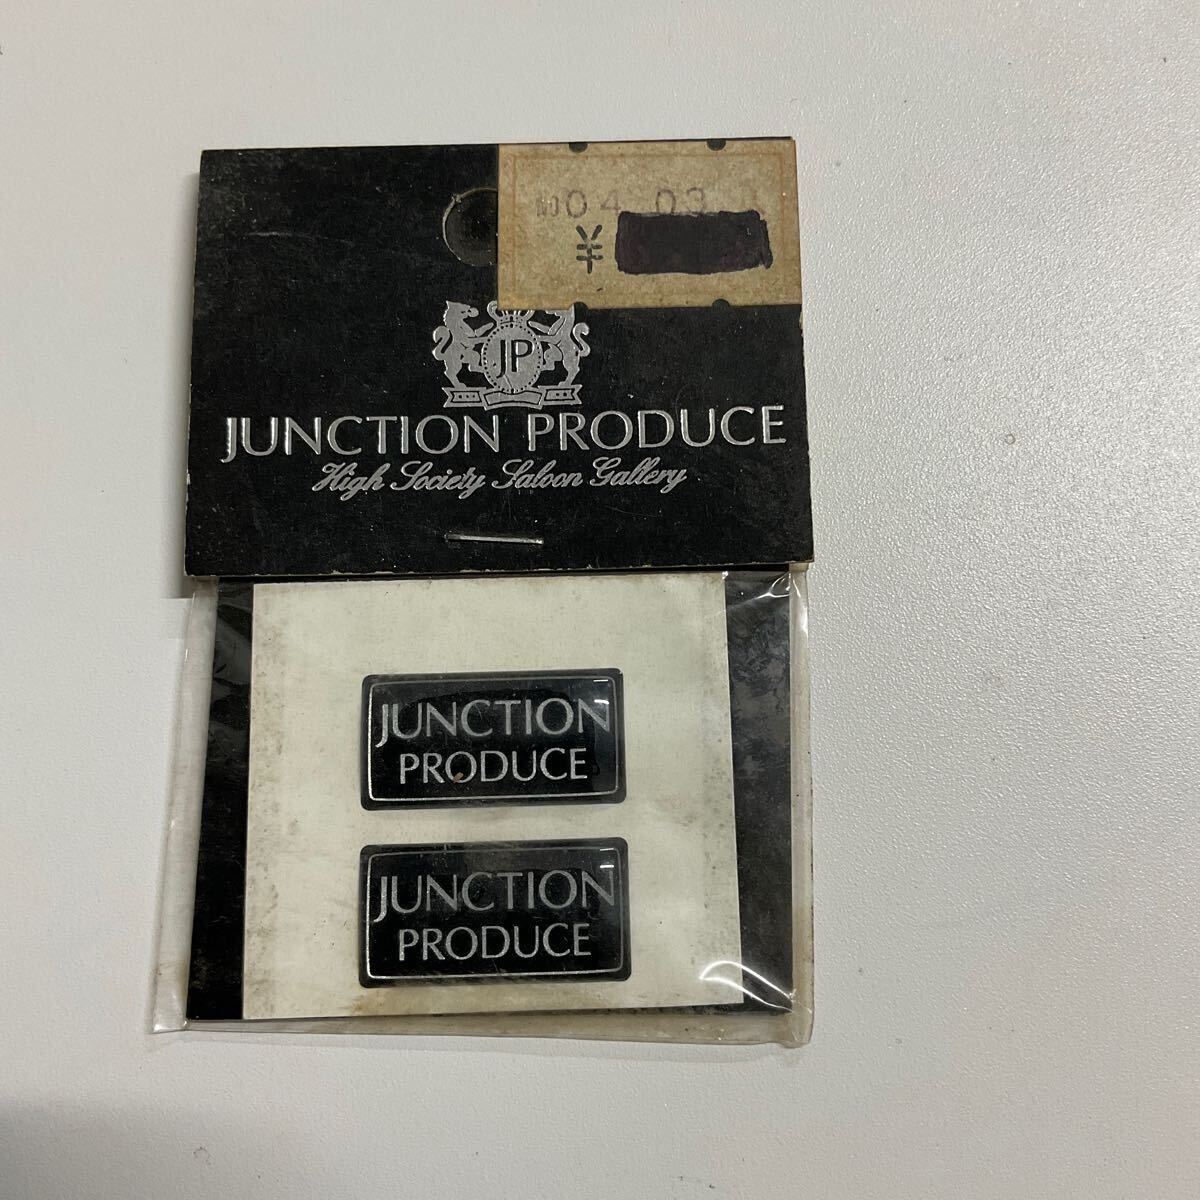 04 03
¥
JP
JUNCTION PRODUCE
High Society Saloon Gallery
JUNCTION
PRODUCE
JUNCTION
PRODUCE